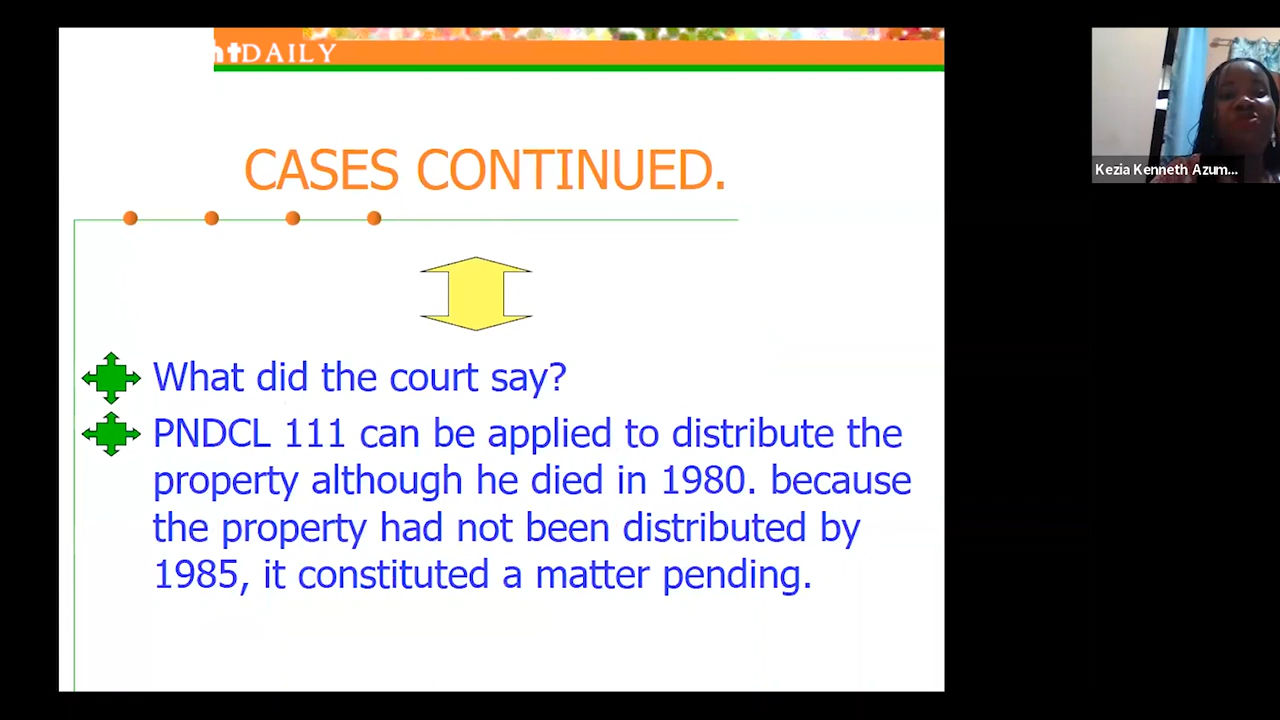 DAILY
CASES CONTINUED.
What did the court say?
PNDCL 111 can be applied to distribute the
property although he died in 1980. because
the property had not been distributed by
1985, it constituted a matter pending.
Kezia Kenneth Azum...